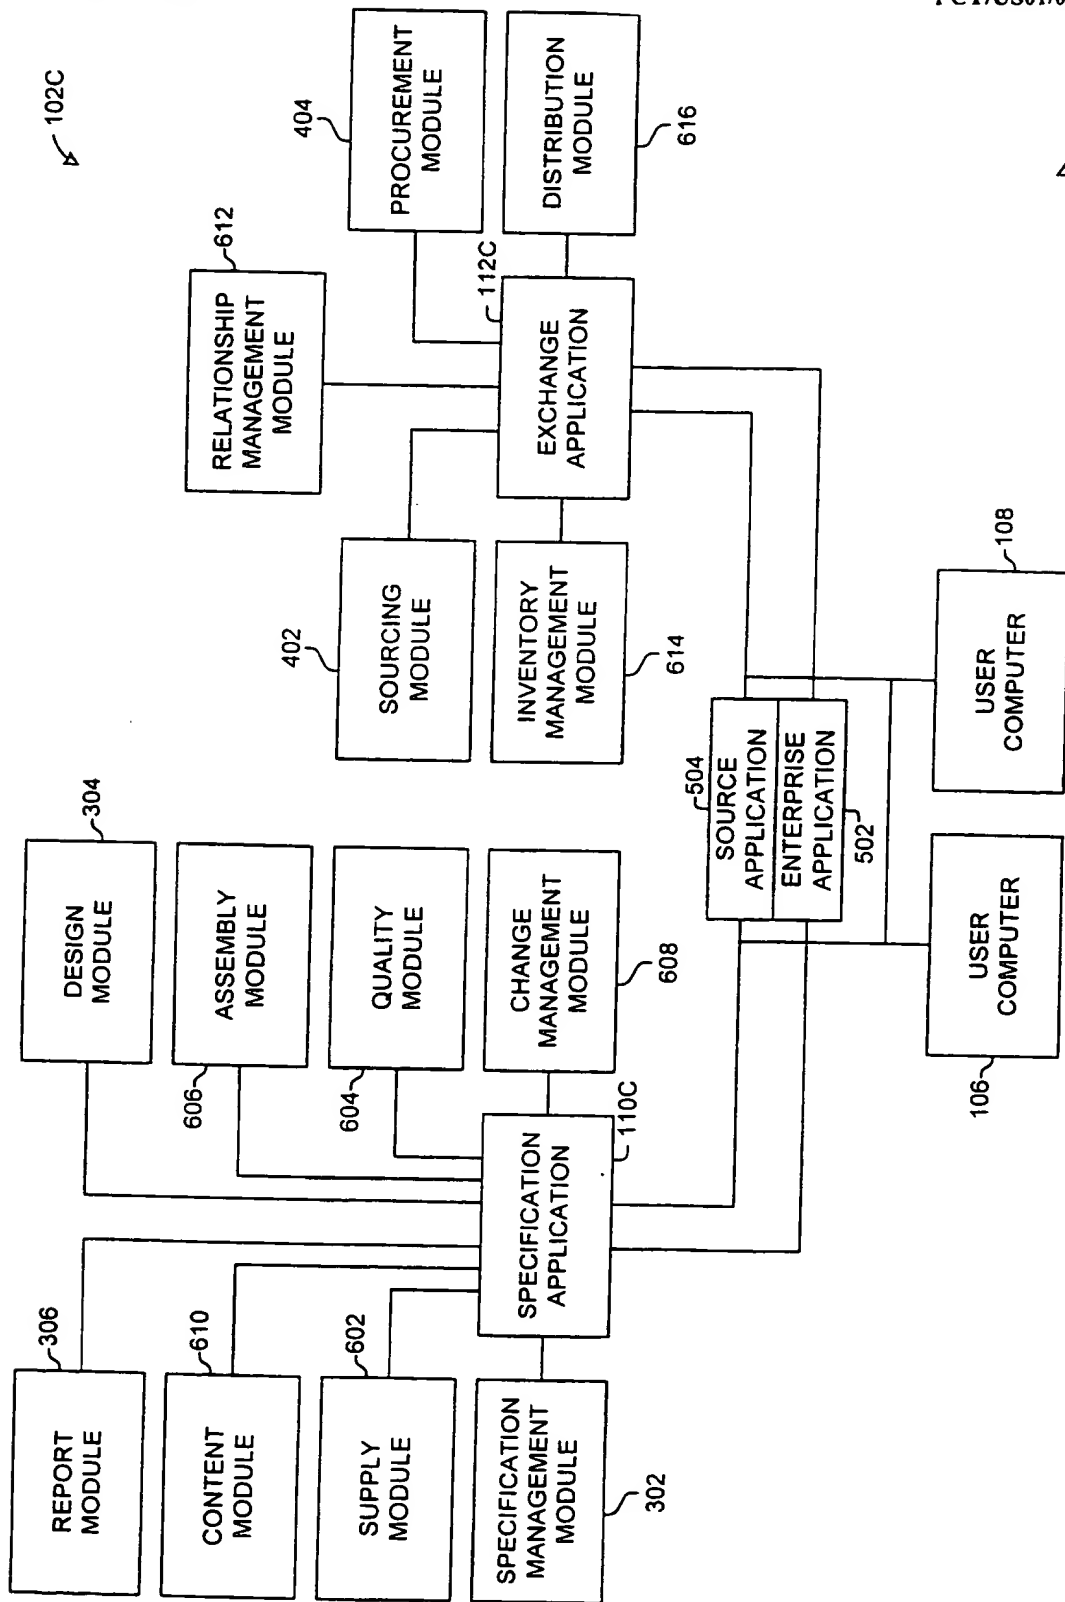 102C
REPORT
MODULE
306
DESIGN
MODULE
304
CONTENT
MODULE
610
ASSEMBLY
MODULE
606
SUPPLY
MODULE
602
QUALITY
MODULE
604
SPECIFICATION
MANAGEMENT
MODULE
302
SPECIFICATION
APPLICATION
110C
CHANGE
MANAGEMENT
MODULE
608
RELATIONSHIP
MANAGEMENT
MODULE
612
SOURCING
MODULE
402
PROCUREMENT
MODULE
404
INVENTORY
MANAGEMENT
MODULE
614
EXCHANGE
APPLICATION
112C
DISTRIBUTION
MODULE
616
504
SOURCE
APPLICATION
ENTERPRISE
APPLICATION
502
USER
COMPUTER
106
USER
COMPUTER
108